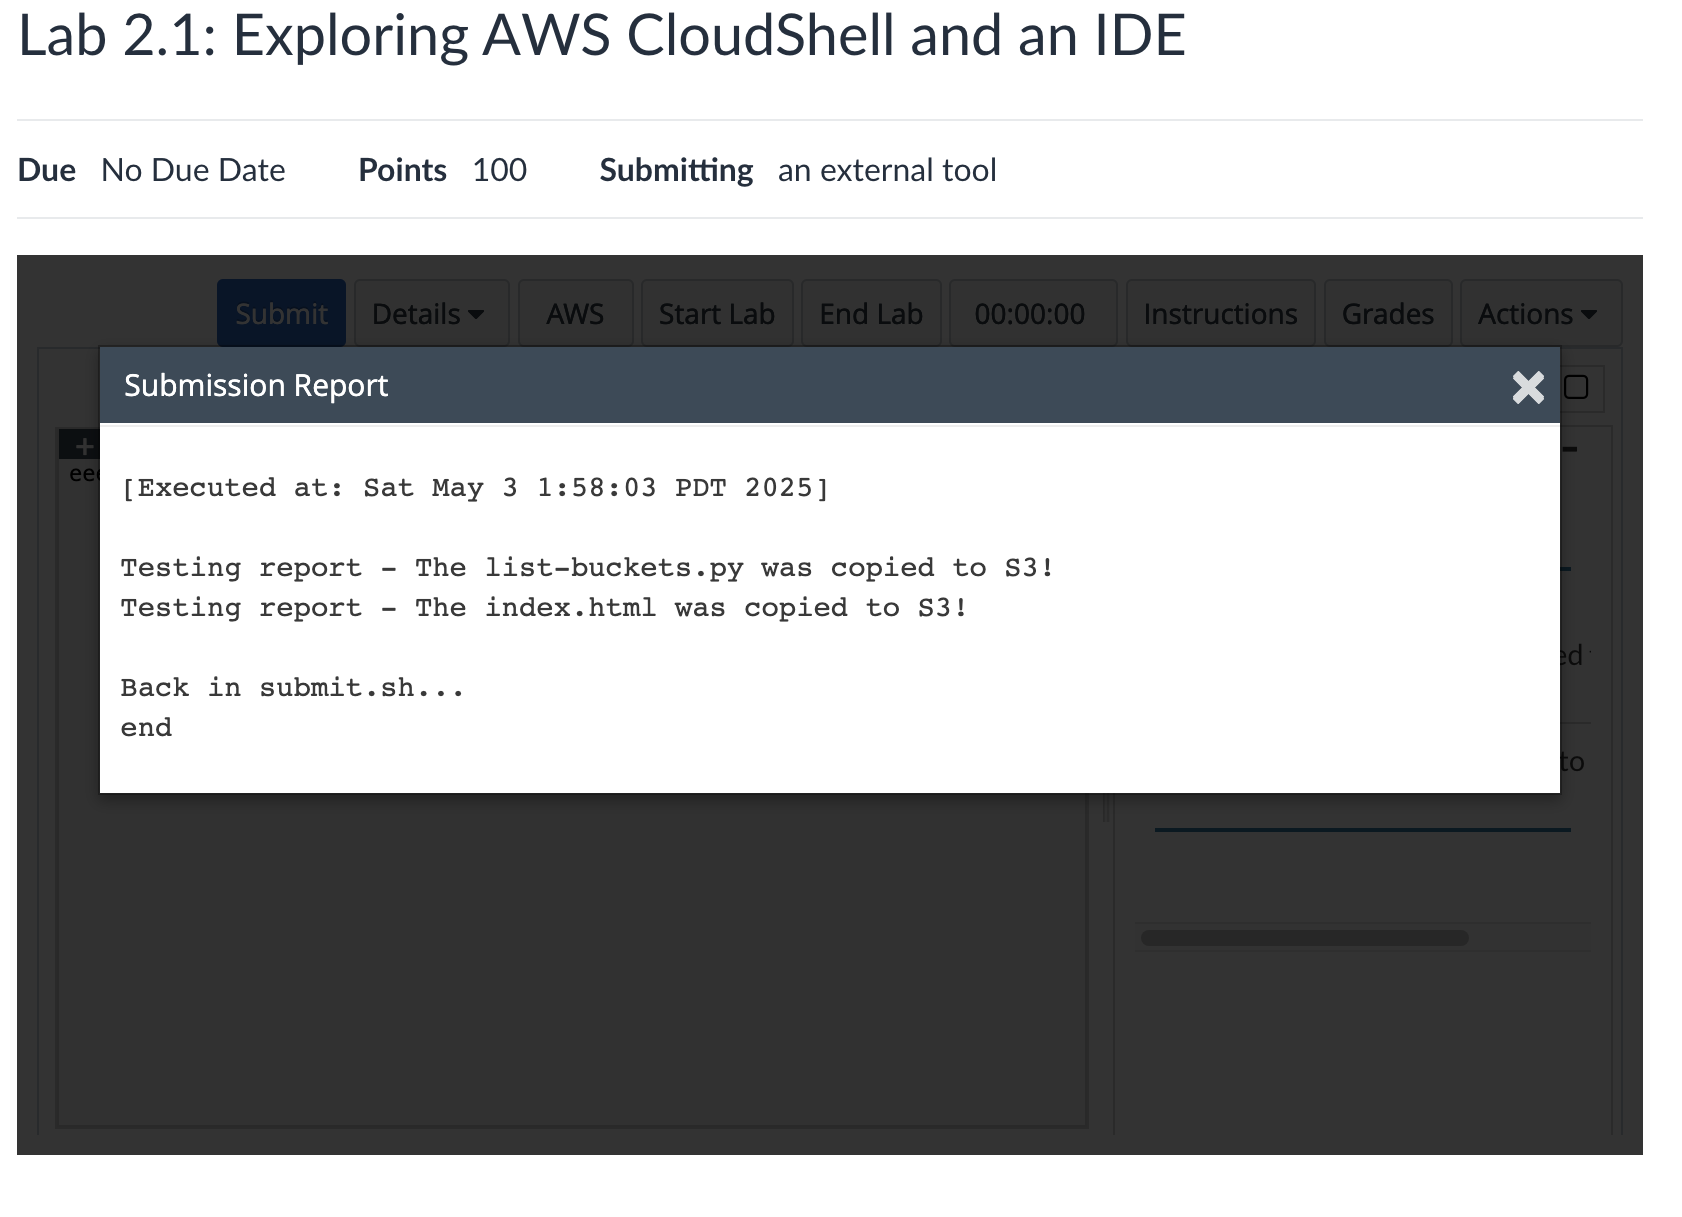 Lab 2.1: Exploring AWS CloudShell and an IDE
Due No Due Date Points 100 Submitting an external tool
Submit Details AWS Start Lab End Lab 00:00:00 Instructions Grades Actions
Submission Report
[Executed at: Sat May 3 1:58:03 PDT 2025]
Testing report - The list-buckets.py was copied to S3!
Testing report - The index.html was copied to S3!
Back in submit.sh...
end
to